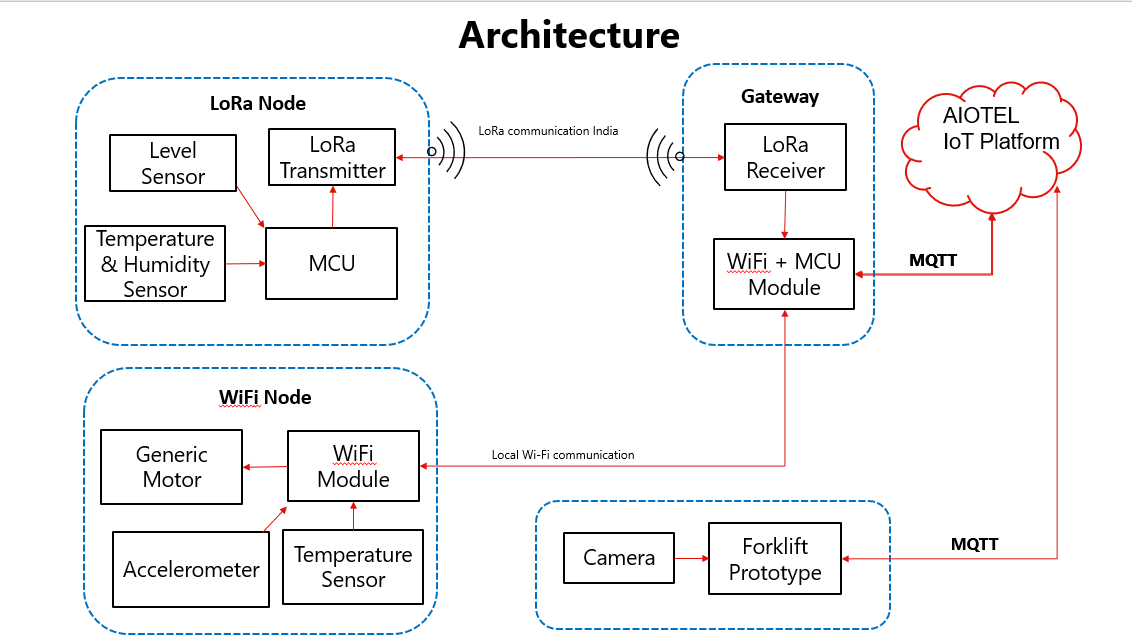 Architecture
LoRa Node
Level
Sensor
LoRa
Transmitter
Temperature
& Humidity
Sensor
MCU
LoRa communication India
Gateway
LoRa
Receiver
WiFi + MCU
Module
MQTT
AIOTEL
IoT Platform
WiFi Node
Generic
Motor
WiFi
Module
Accelerometer
Temperature
Sensor
Local Wi-Fi communication
Camera
Forklift
Prototype
MQTT